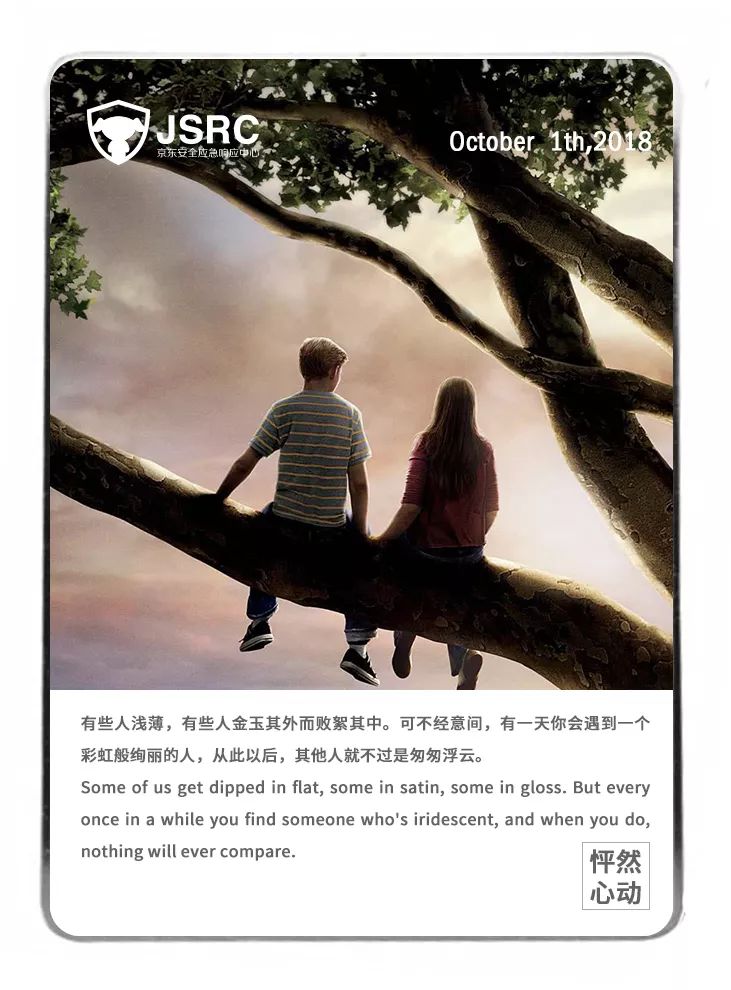 JSRC
京东安全应急响应中心
October 1th,2018
有些人浅薄，有些人金玉其外而败絮其中。可不经意间，有一天你会遇到一个
彩虹般绚丽的人，从此以后，其他人就不过是匆匆浮云。
Some of us get dipped in flat, some in satin, some in gloss. But every
once in a while you find someone who's iridescent, and when you do,
nothing will ever compare.
怦然
心动